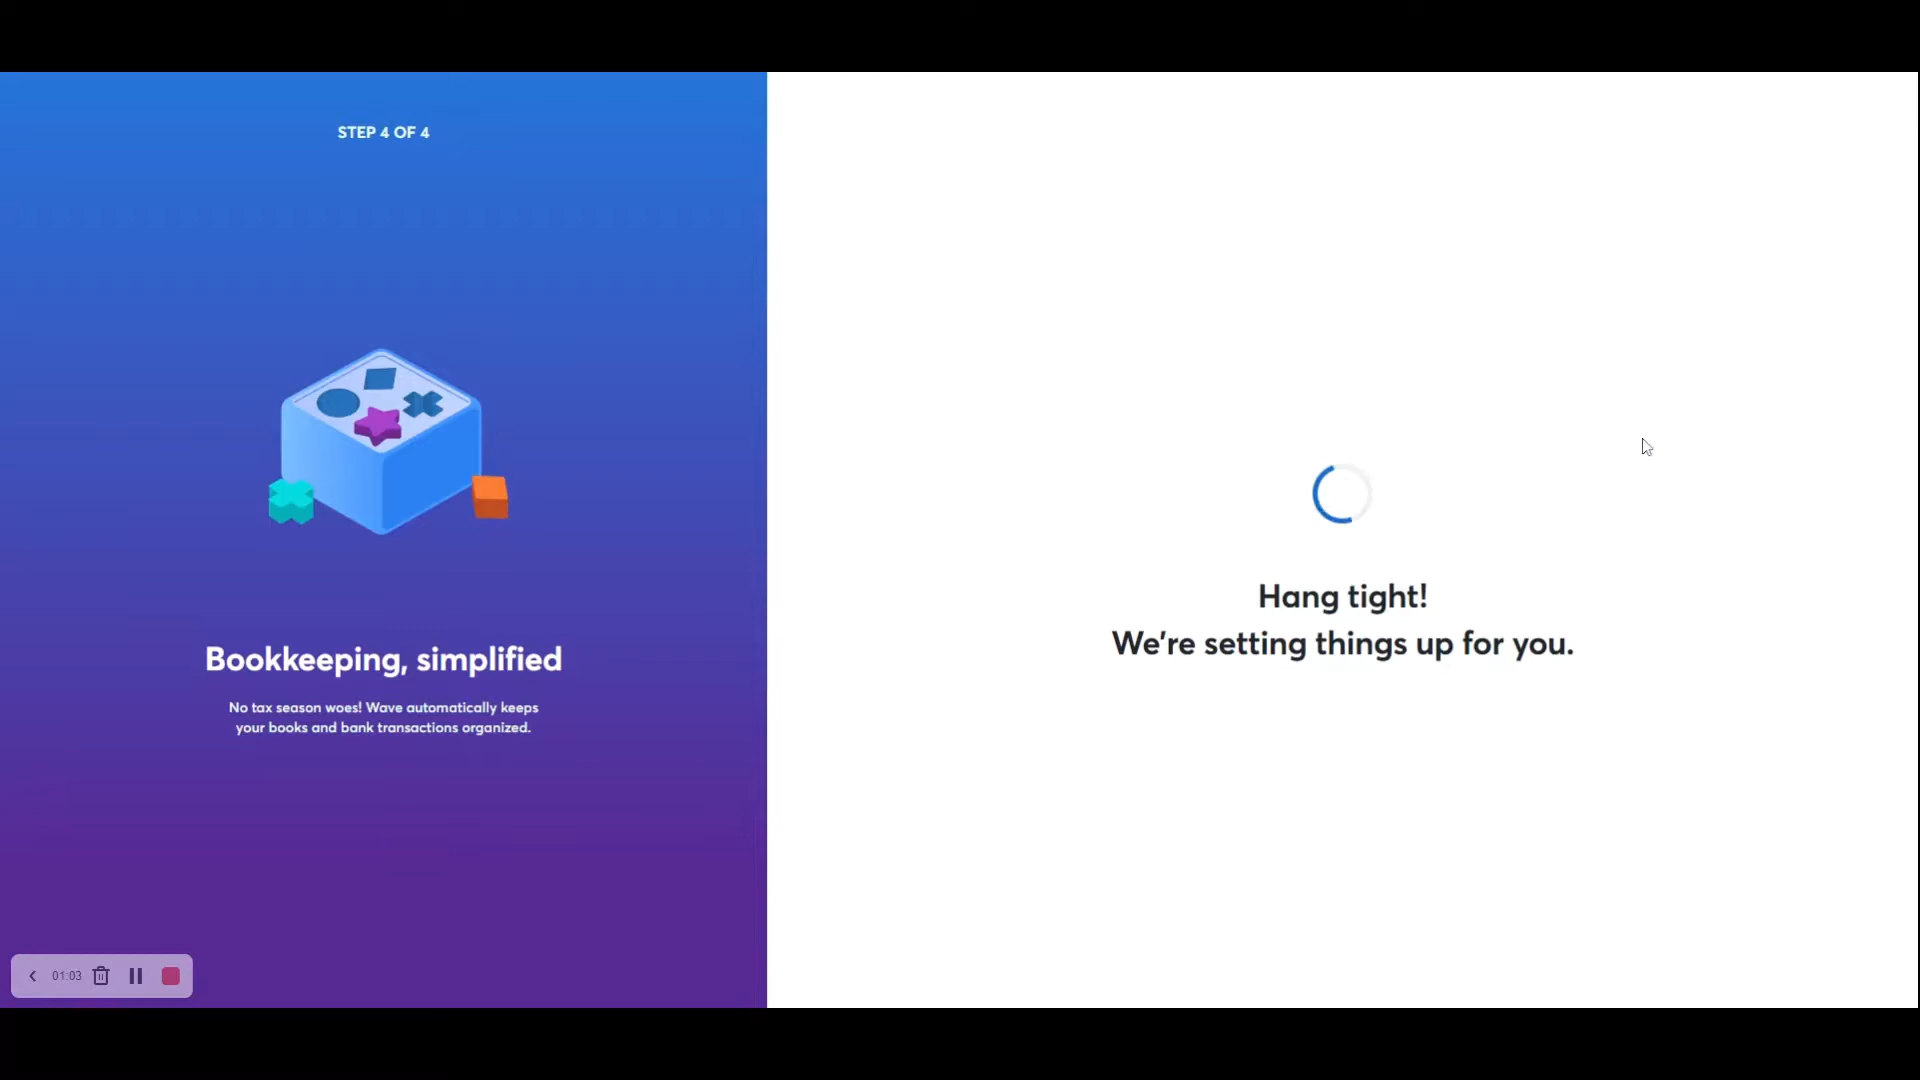 STEP 4 OF 4
Bookkeeping, simplified
No tax season woes! Wave automatically keeps
your books and bank transactions organized.
01:03
Hang tight!
We're setting things up for you.